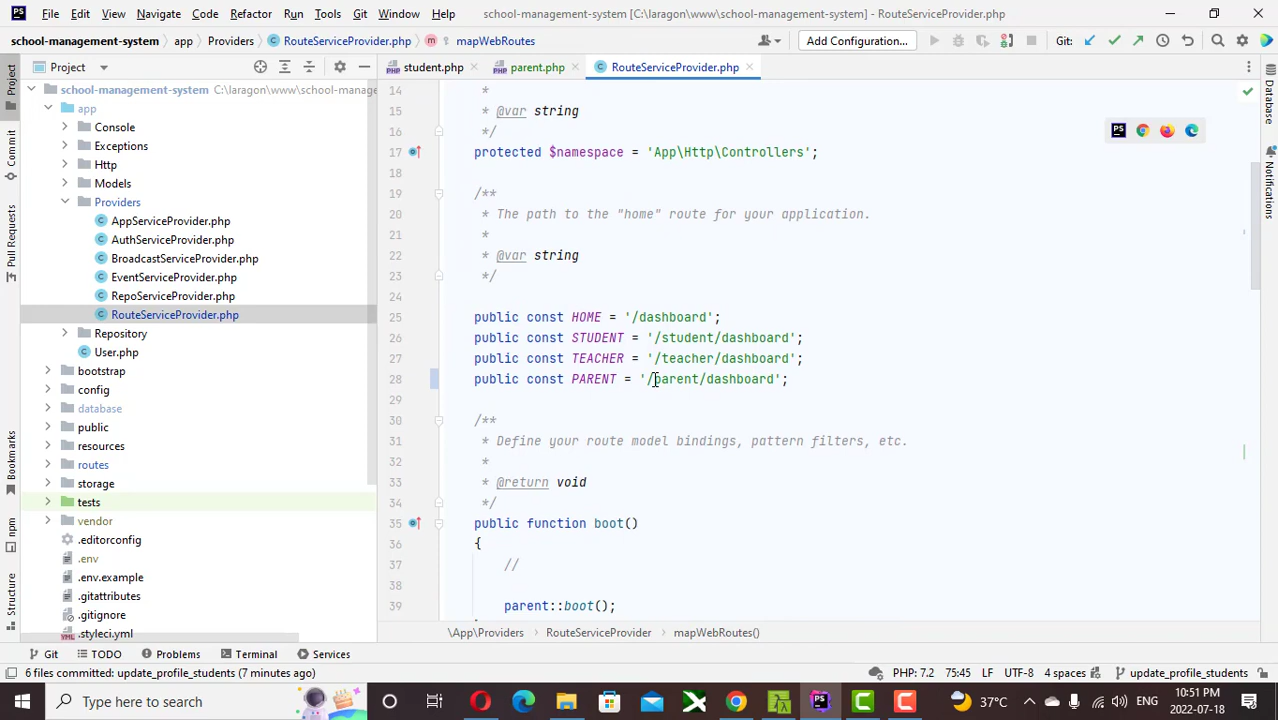 File Edit View Navigate Code Refactor Run Tools Git Window Help school-management-system [C:\laragon\www\school-management-system] - RouteServiceProvider.php
school-management-system app Providers RouteServiceProvider.php mapWebRoutes Add Configuration... Git:
Project student.php parent.php RouteServiceProvider.php
school-management-system C:\laragon\www\school-manage
app
Console
Exceptions
Http
Models
Providers
AppServiceProvider.php
AuthServiceProvider.php
BroadcastServiceProvider.php
EventServiceProvider.php
RepoServiceProvider.php
RouteServiceProvider.php
Repository
User.php
bootstrap
config
database
public
resources
routes
storage
tests
vendor
.editorconfig
.env
.env.example
.gitattributes
.gitignore
.styleci.yml
Project
Commit
Pull Requests
Bookmarks
npm
Structure
14 *
15 * @var string
16 */
17 protected $namespace = 'App\Http\Controllers';
18
19 /**
20 * The path to the "home" route for your application.
21 *
22 * @var string
23 */
24
25 public const HOME = '/dashboard';
26 public const STUDENT = '/student/dashboard';
27 public const TEACHER = '/teacher/dashboard';
28 public const PARENT = '/parent/dashboard';
29
30 /**
31 * Define your route model bindings, pattern filters, etc.
32 *
33 * @return void
34 */
35 public function boot()
36 {
37 //
38
39 parent::boot();
Database
Notifications
\App\Providers RouteServiceProvider mapWebRoutes()
Git TODO Problems Terminal Services
6 files committed: update_profile_students (7 minutes ago) PHP: 7.2 75:45 LF UTF-8 4 spaces update_profile_students
Type here to search 37°C ENG 10:51 PM
2022-07-18